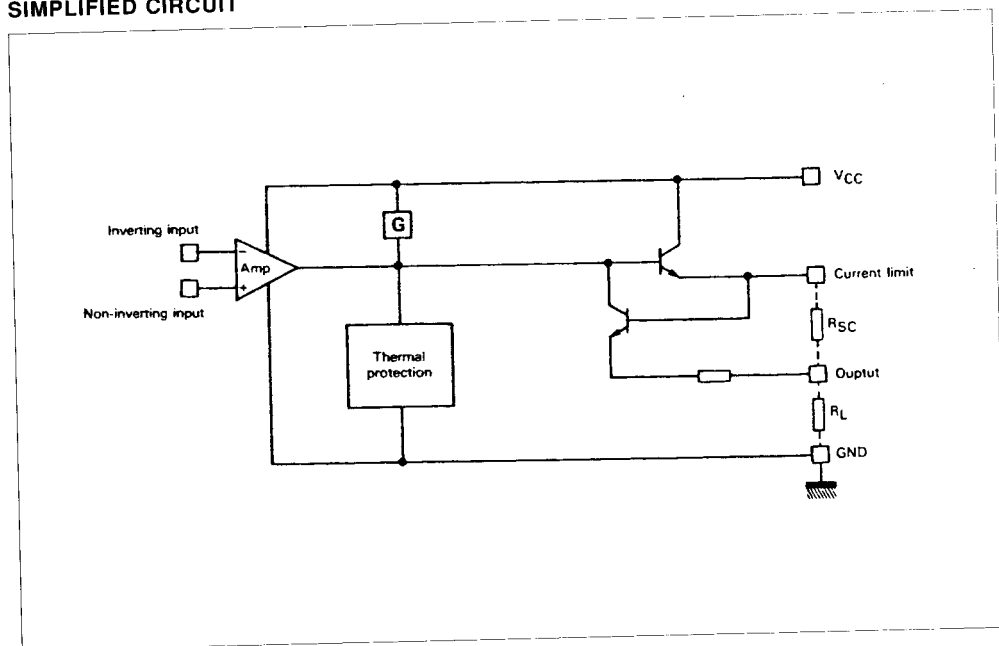 SIMPLIFIED CIRCUIT
VCC
G
Inverting input
−
Amp
+
Non-inverting input
Current limit
RSC
Thermal
protection
Ouptut
RL
GND